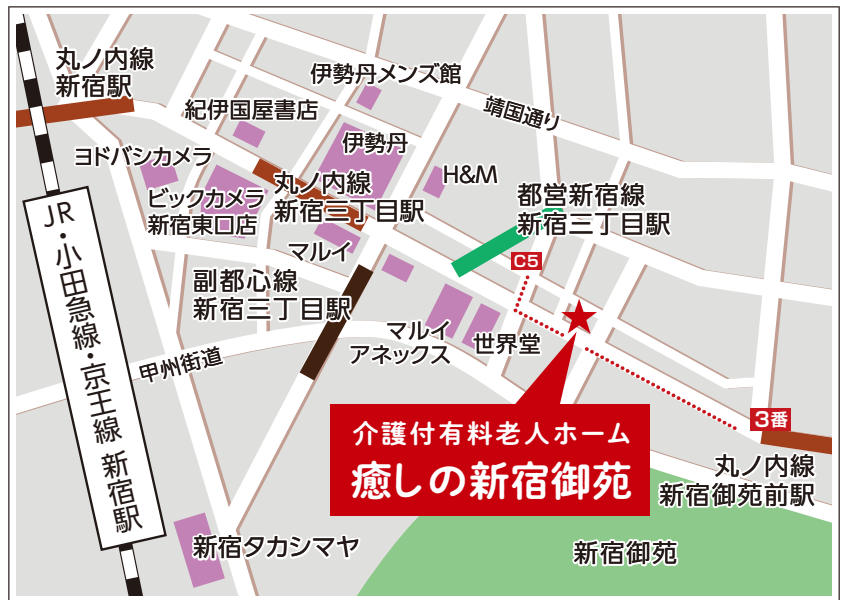 丸ノ内線
新宿駅
伊勢丹メンズ館
紀伊国屋書店
靖国通り
伊勢丹
ヨドバシカメラ
H&M
丸ノ内線
新宿三丁目駅
ビックカメラ
新宿東口店
都営新宿線
新宿三丁目駅
マルイ
C5
副都心線
新宿三丁目駅
JR・小田急線・京王線 新宿駅
マルイ
アネックス
世界堂
甲州街道
3番
介護付有料老人ホーム
癒しの新宿御苑
丸ノ内線
新宿御苑前駅
新宿タカシマヤ
新宿御苑